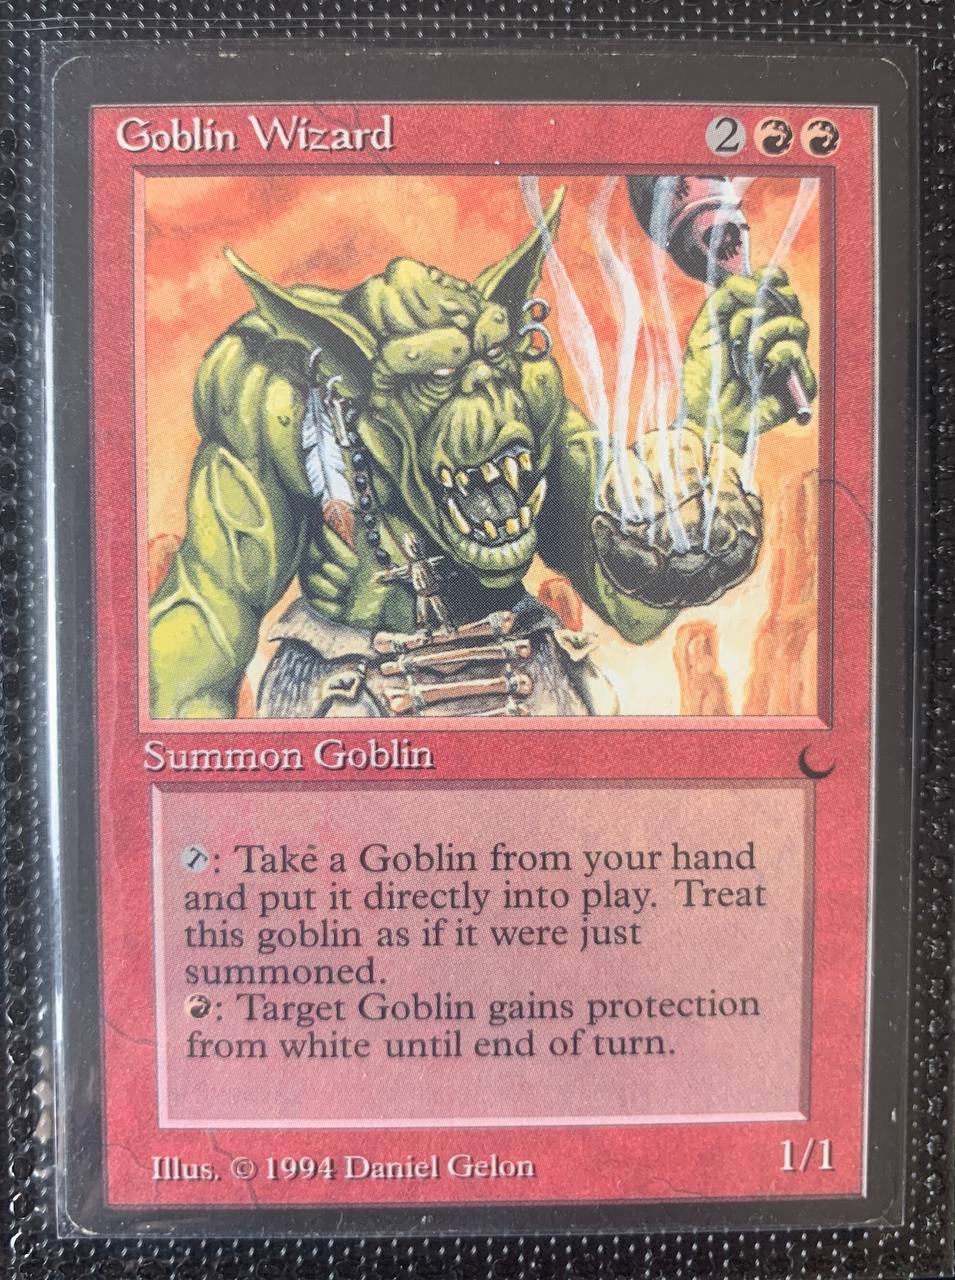 Goblin Wizard
2
T: Take a Goblin from your hand
and put it directly into play. Treat
this goblin as if it were just
summoned.
: Target Goblin gains protection
from white until end of turn.
Summon Goblin
Illus. © 1994 Daniel Gelon
1/1